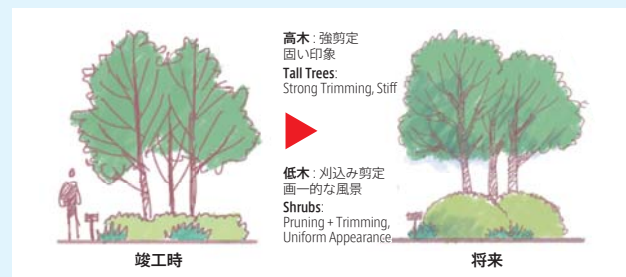 高木 : 強剪定
固い印象
Tall Trees:
Strong Trimming, Stiff
低木 : 刈込み剪定
画一的な風景
Shrubs:
Pruning + Trimming,
Uniform Appearance
竣工時
将来